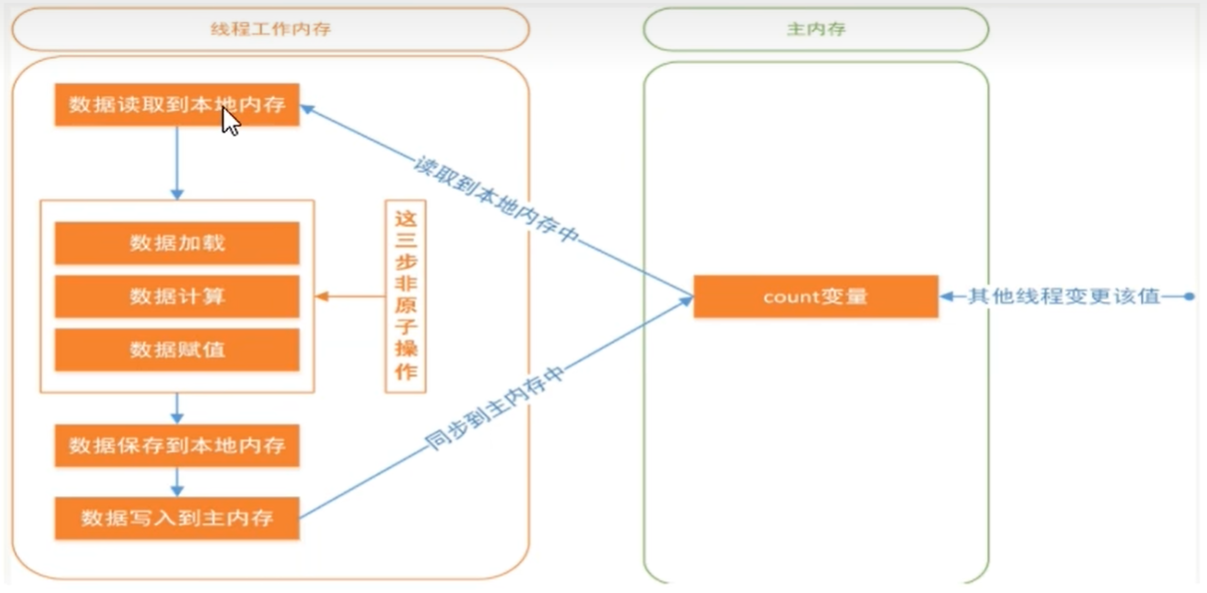 线程工作内存
主内存
数据读取到本地内存
读取到本地内存中
数据加载
数据计算
数据赋值
这三步非原子操作
count变量
其他线程变更该值
同步到主内存中
数据保存到本地内存
数据写入到主内存